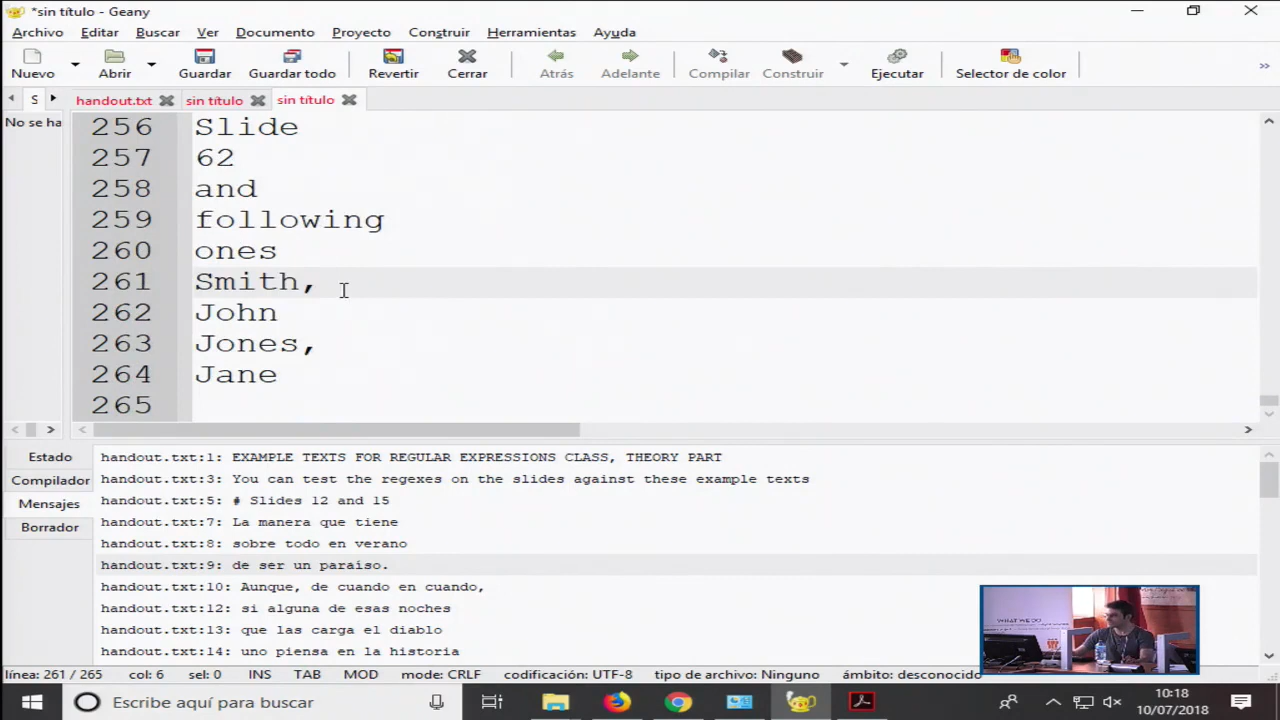 *sin título - Geany
Archivo Editar Buscar Ver Documento Proyecto Construir Herramientas Ayuda
Nuevo Abrir Guardar Guardar todo Revertir Cerrar Atrás Adelante Compilar Construir Ejecutar Selector de color
S handout.txt sin título sin título
No se ha
256 Slide
257 62
258 and
259 following
260 ones
261 Smith,
262 John
263 Jones,
264 Jane
265
Estado
Compilador
Mensajes
Borrador
handout.txt:1: EXAMPLE TEXTS FOR REGULAR EXPRESSIONS CLASS, THEORY PART
handout.txt:3: You can test the regexes on the slides against these example texts
handout.txt:5: # Slides 12 and 15
handout.txt:7: La manera que tiene
handout.txt:8: sobre todo en verano
handout.txt:9: de ser un paraíso.
handout.txt:10: Aunque, de cuando en cuando,
handout.txt:12: si alguna de esas noches
handout.txt:13: que las carga el diablo
handout.txt:14: uno piensa en la historia
WHAT WE DO
línea: 261 / 265 col: 6 sel: 0 INS TAB MOD mode: CRLF codificación: UTF-8 tipo de archivo: Ninguno ámbito: desconocido
Escribe aquí para buscar
10:18
10/07/2018